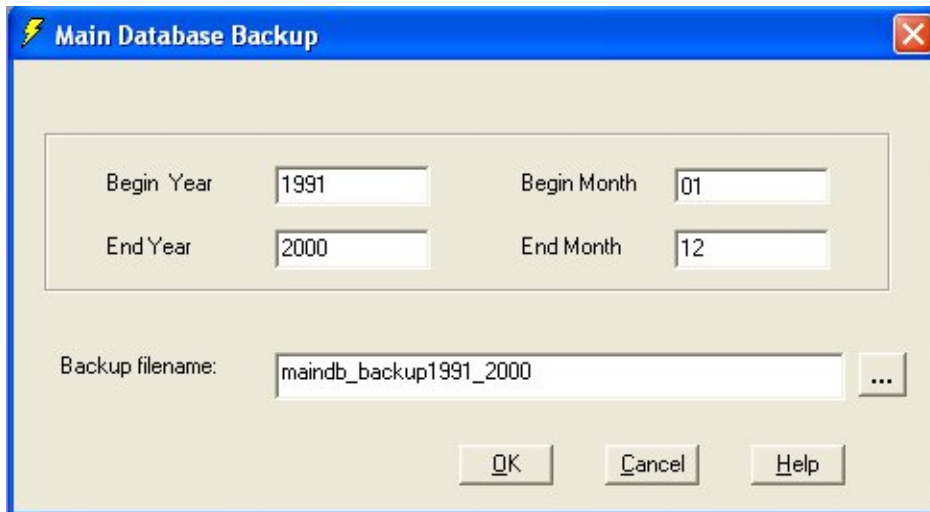 Main Database Backup
Begin Year 1991 Begin Month 01
End Year 2000 End Month 12
Backup filename: maindb_backup1991_2000 ...
OK Cancel Help